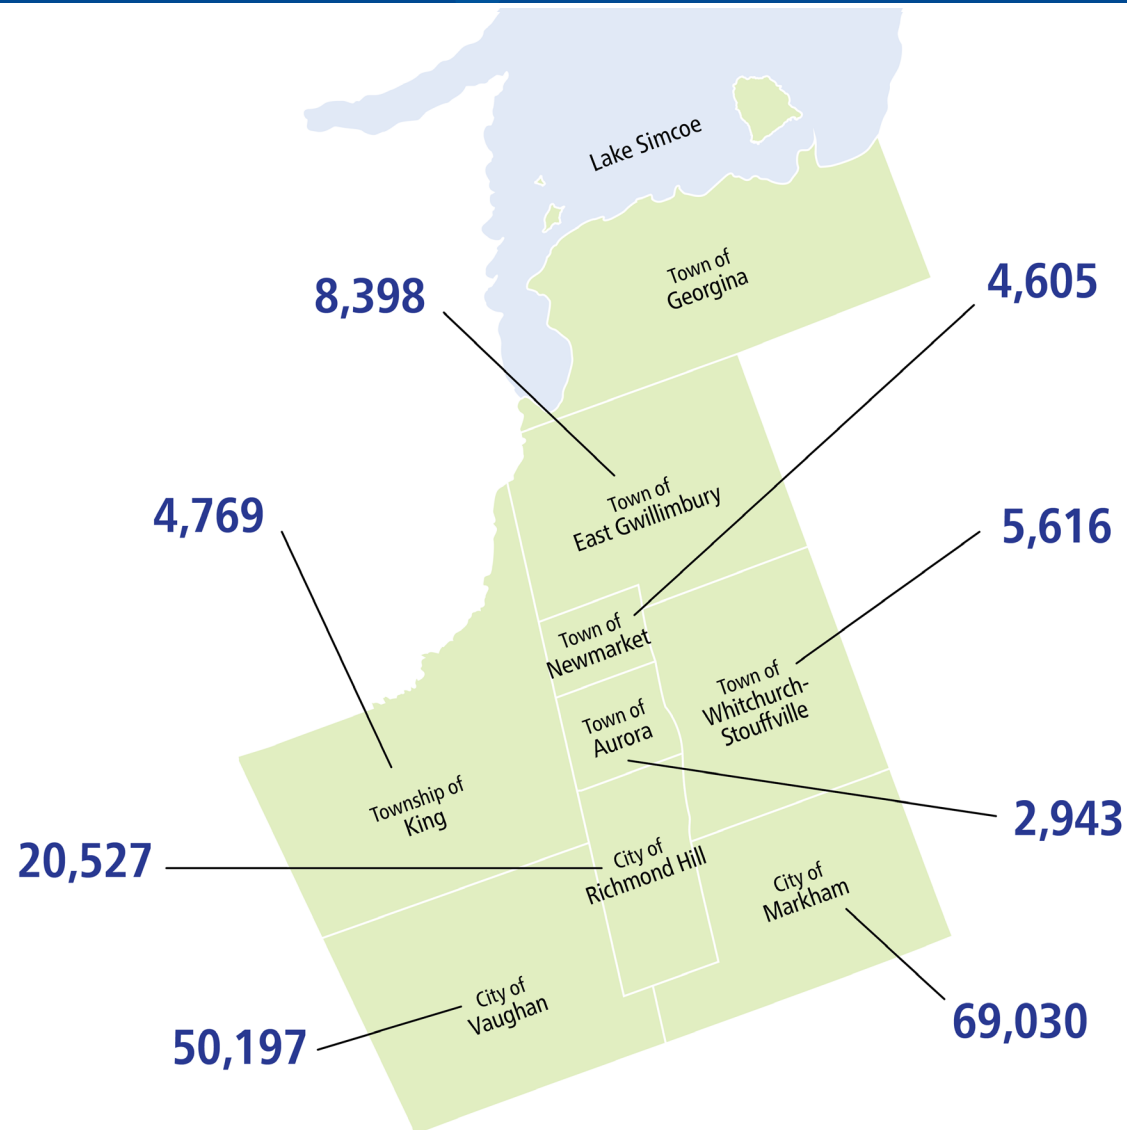 Lake Simcoe
Town of
Georgina
4,605
8,398
Town of
East Gwillimbury
4,769
5,616
Town of
Newmarket
Town of
Whitchurch-
Stouffville
Town of
Aurora
Township of
King
2,943
20,527
City of
Richmond Hill
City of
Markham
City of
Vaughan
50,197
69,030